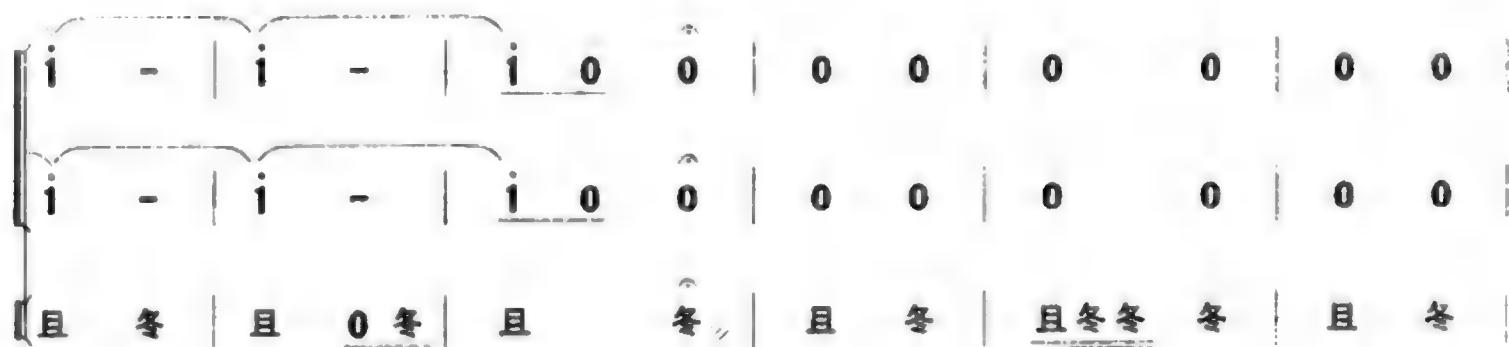 i - | i - | i 0 0 | 0 0 | 0 0 | 0 0
i - | i - | i 0 0 | 0 0 | 0 0 | 0 0
且 冬 | 且 0 冬 | 且 冬 | 且 冬 | 且冬冬 冬 | 且 冬